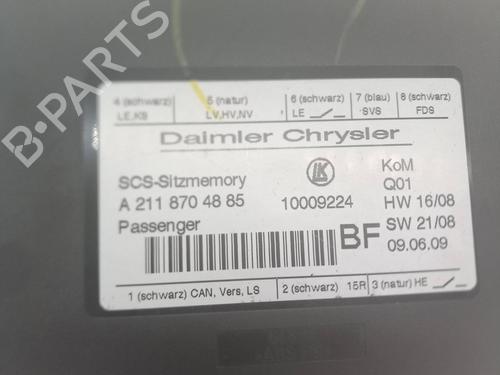 B-PARTS
4 (schwarz) 5 (natur) 6 (schwarz) 7 (blau) 8 (schwarz)
LE,KS LV,HV,NV LE SVS FDS
Daimler Chrysler
SCS-Sitzmemory LK KoM
A 211 870 48 85 10009224 Q01
Passenger HW 16/08
BF SW 21/08
09.06.09
1 (schwarz) CAN, Vers, LS 2 (schwarz) 15R 3 (natur) HE